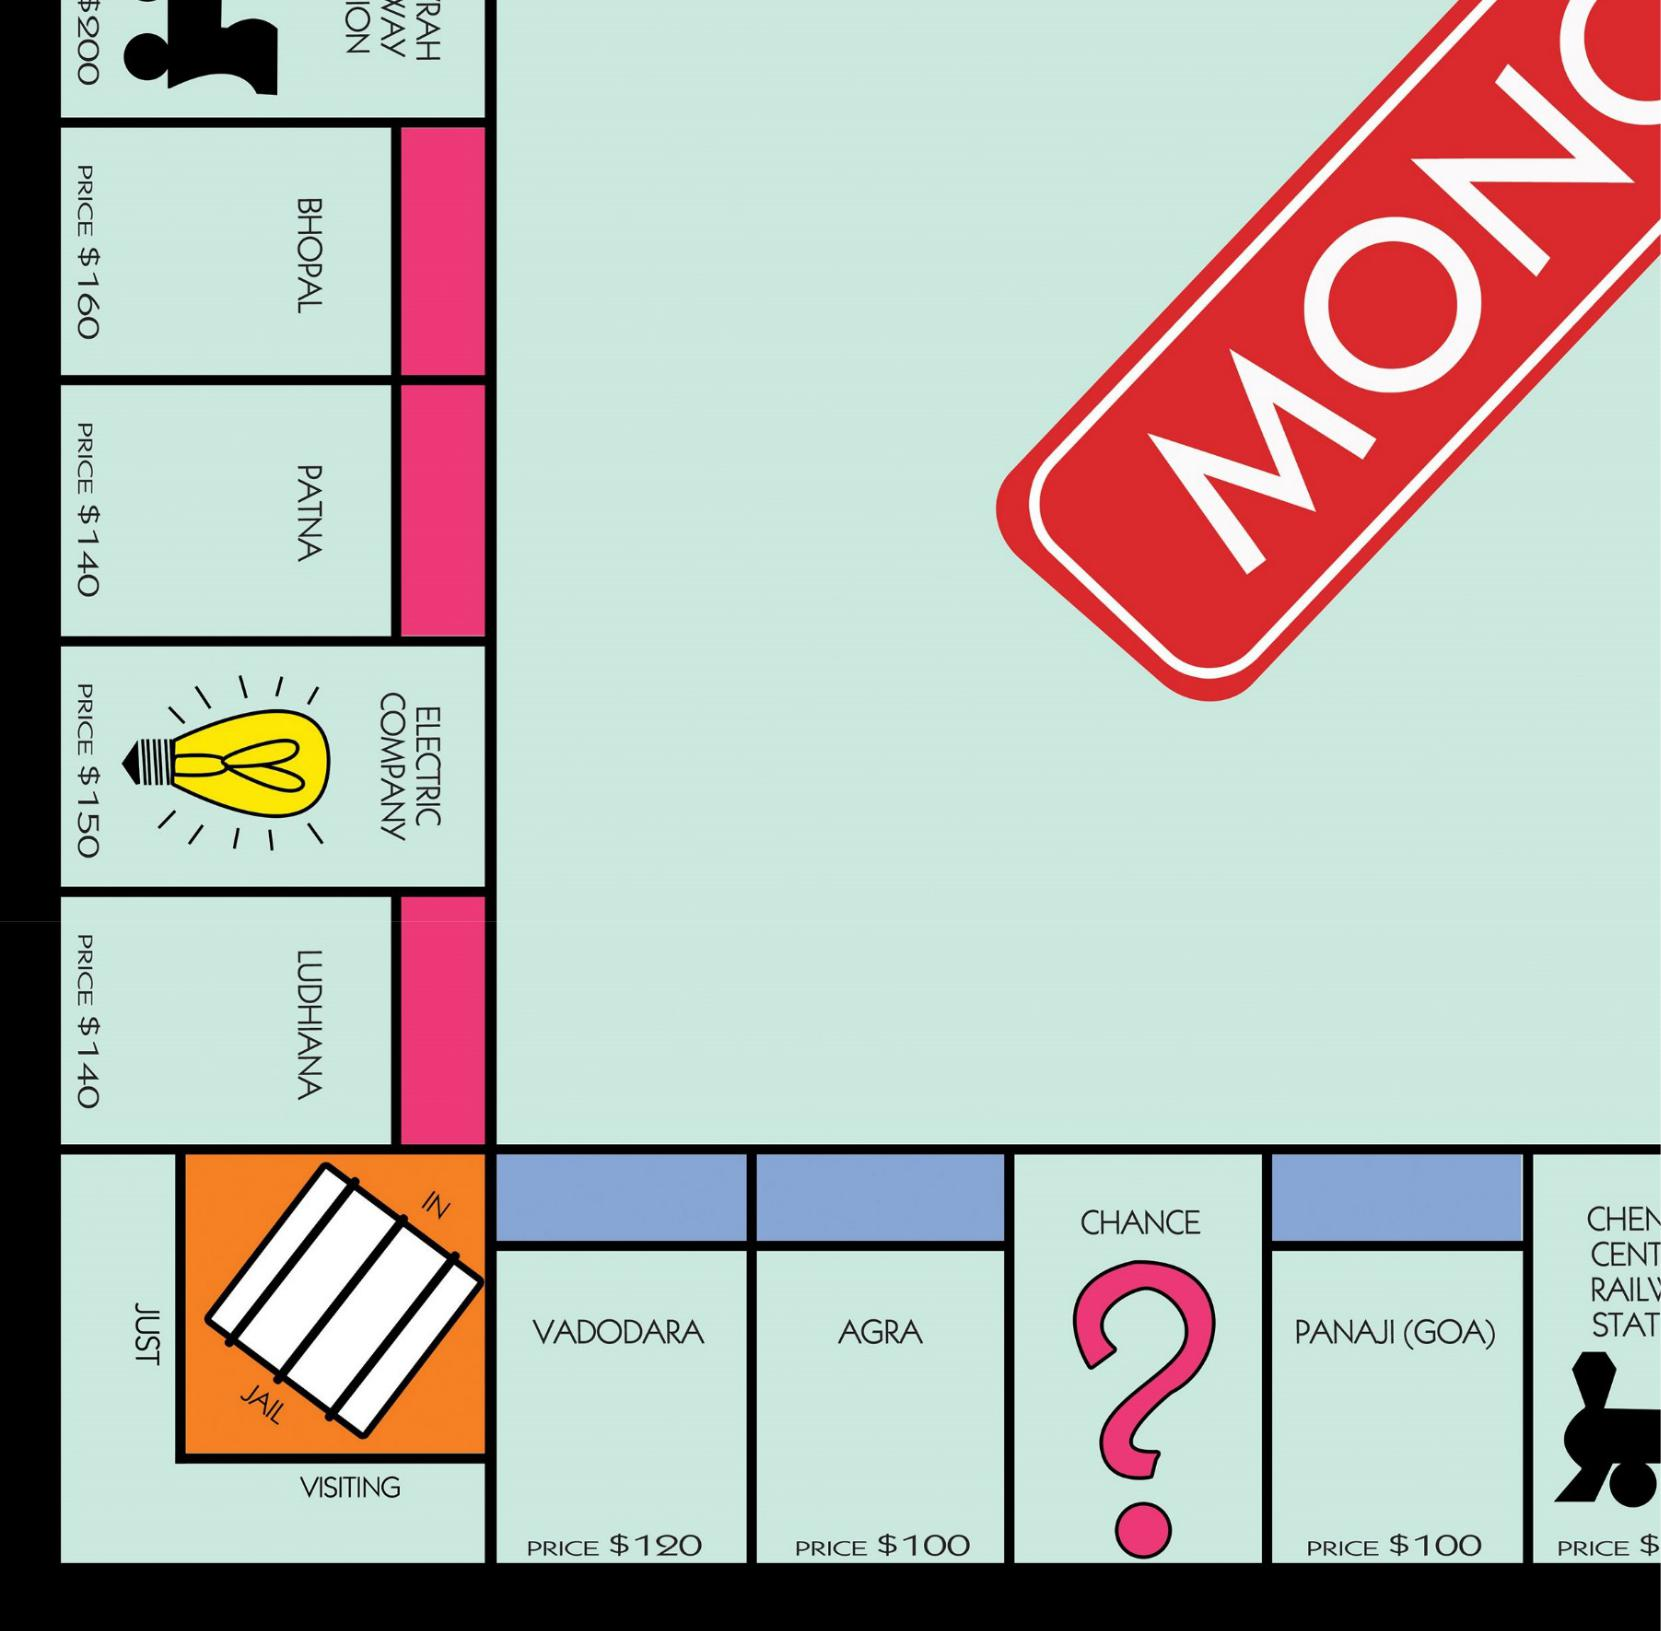 $200
BHOPAL
PRICE $160
PATNA
PRICE $140
ELECTRIC
COMPANY
PRICE $150
LUDHIANA
PRICE $140
IN
JAIL
JUST
VISITING
VADODARA
PRICE $120
AGRA
PRICE $100
CHANCE
PANAJI (GOA)
PRICE $100
PRICE $